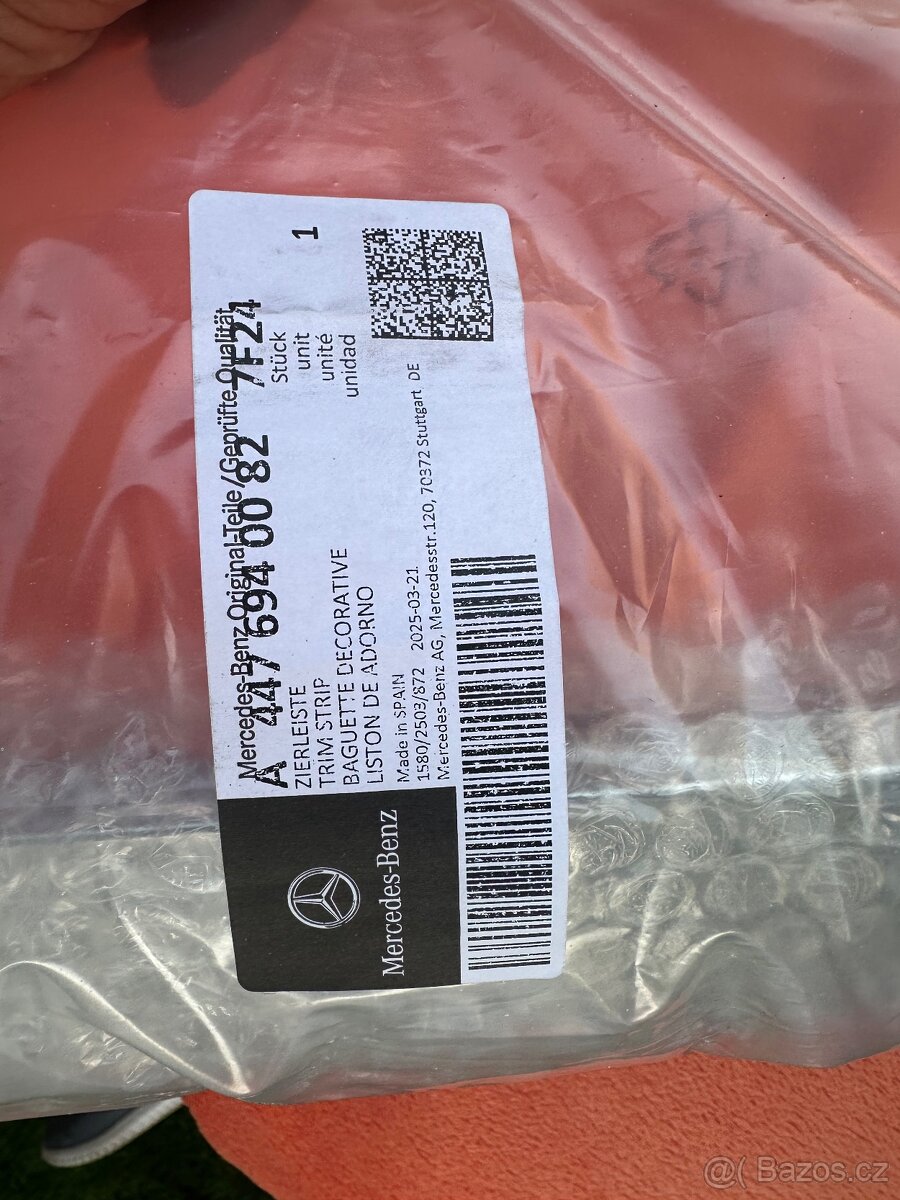 Mercedes-Benz Original-Teile/Geprüfte Qualität
A 447 694 00 82 7F24
ZIERLEISTE
TRIM STRIP
BAGUETTE DECORATIVE
LISTON DE ADORNO
Stück
unit
unité
unidad
1
Made in SPAIN
1580/2503/872 2025-03-21
Mercedes-Benz AG, Mercedesstr.120, 70372 Stuttgart DE
Mercedes-Benz
@( Bazos.cz